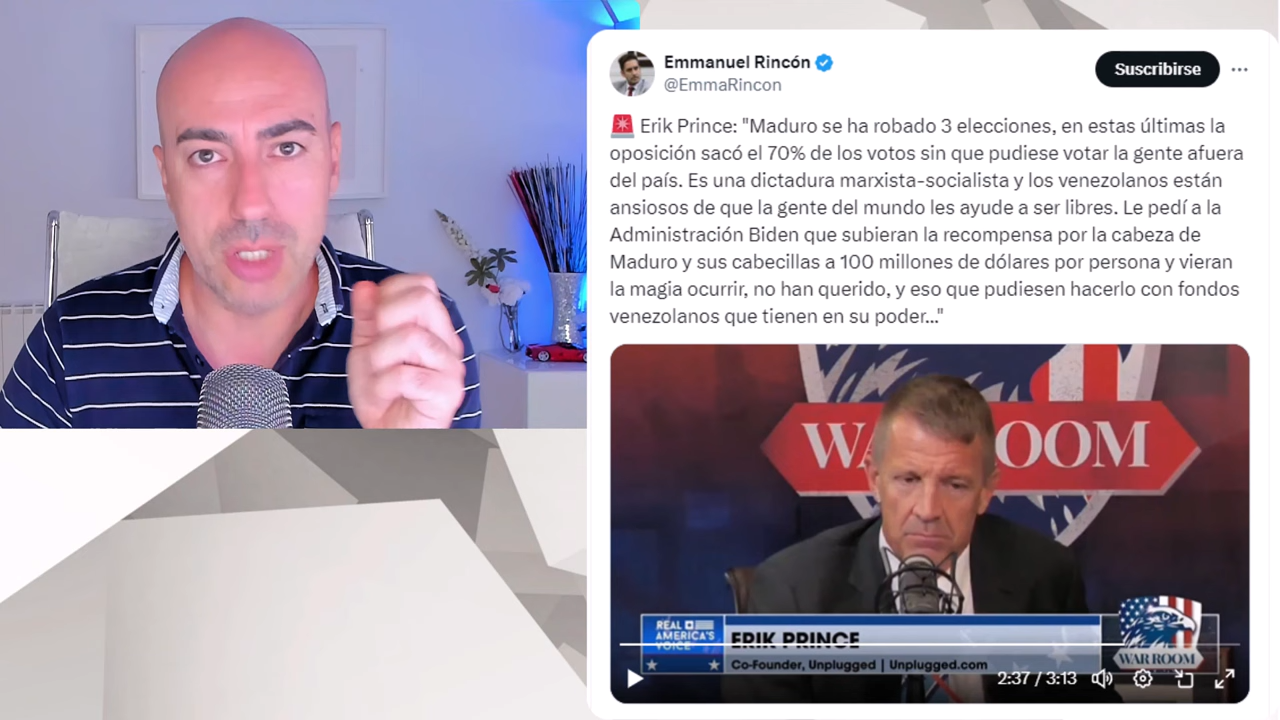 Emmanuel Rincón
@EmmaRincon
Suscribirse
🚨 Erik Prince: "Maduro se ha robado 3 elecciones, en estas últimas la
oposición sacó el 70% de los votos sin que pudiese votar la gente afuera
del país. Es una dictadura marxista-socialista y los venezolanos están
ansiosos de que la gente del mundo les ayude a ser libres. Le pedí a la
Administración Biden que subieran la recompensa por la cabeza de
Maduro y sus cabecillas a 100 millones de dólares por persona y vieran
la magia ocurrir, no han querido, y eso que pudiesen hacerlo con fondos
venezolanos que tienen en su poder..."
ROOM
REAL
AMERICA'S
VOICE
ERIK PRINCE
Co-Founder, Unplugged | Unplugged.com
WAR ROOM
2:37 / 3:13